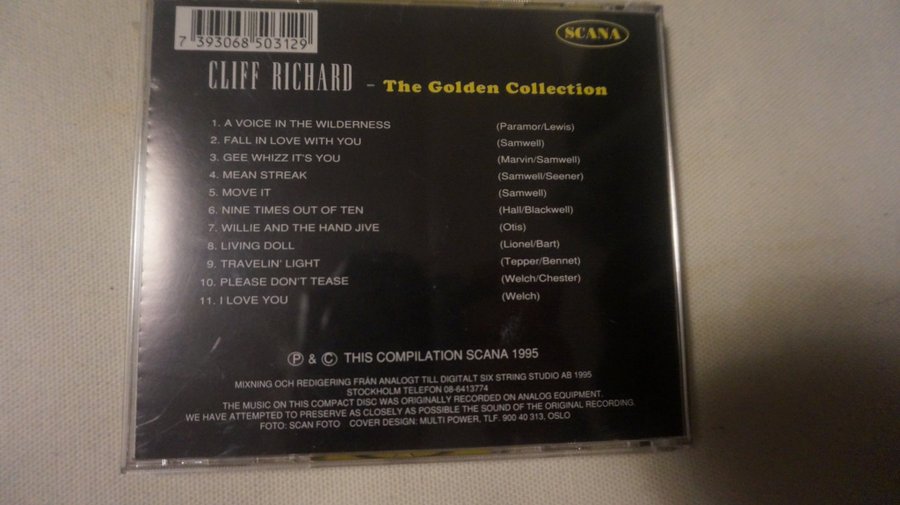 7 393068 503129
SCANA
CLIFF RICHARD – The Golden Collection
1. A VOICE IN THE WILDERNESS (Paramor/Lewis)
2. FALL IN LOVE WITH YOU (Samwell)
3. GEE WHIZZ IT'S YOU (Marvin/Samwell)
4. MEAN STREAK (Samwell/Seener)
5. MOVE IT (Samwell)
6. NINE TIMES OUT OF TEN (Hall/Blackwell)
7. WILLIE AND THE HAND JIVE (Otis)
8. LIVING DOLL (Lionel/Bart)
9. TRAVELIN' LIGHT (Tepper/Bennet)
10. PLEASE DON'T TEASE (Welch/Chester)
11. I LOVE YOU (Welch)
Ⓟ & © THIS COMPILATION SCANA 1995
MIXNING OCH REDIGERING FRÅN ANALOGT TILL DIGITALT SIX STRING STUDIO AB 1995
STOCKHOLM TELEFON 08-6413774
THE MUSIC ON THIS COMPACT DISC WAS ORIGINALLY RECORDED ON ANALOG EQUIPMENT.
WE HAVE ATTEMPTED TO PRESERVE AS CLOSELY AS POSSIBLE THE SOUND OF THE ORIGINAL RECORDING.
FOTO: SCAN FOTO COVER DESIGN: MULTI POWER, TLF. 900 40 313, OSLO